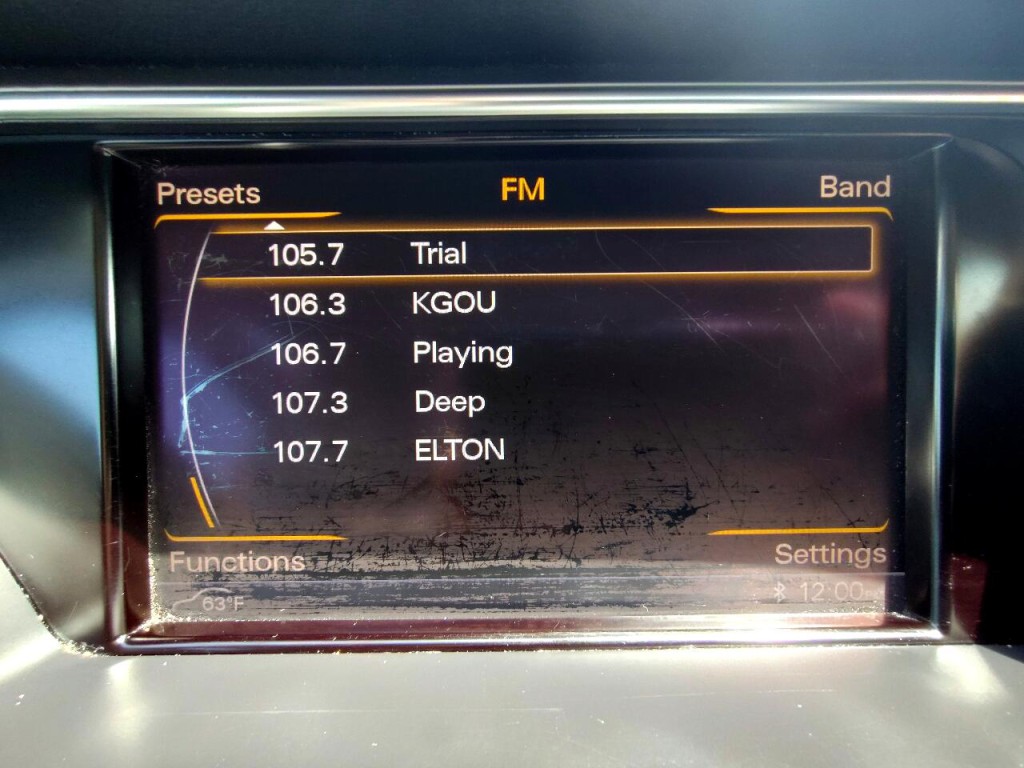 Presets FM Band
105.7 Trial
106.3 KGOU
106.7 Playing
107.3 Deep
107.7 ELTON
Functions Settings
63°F 12:00